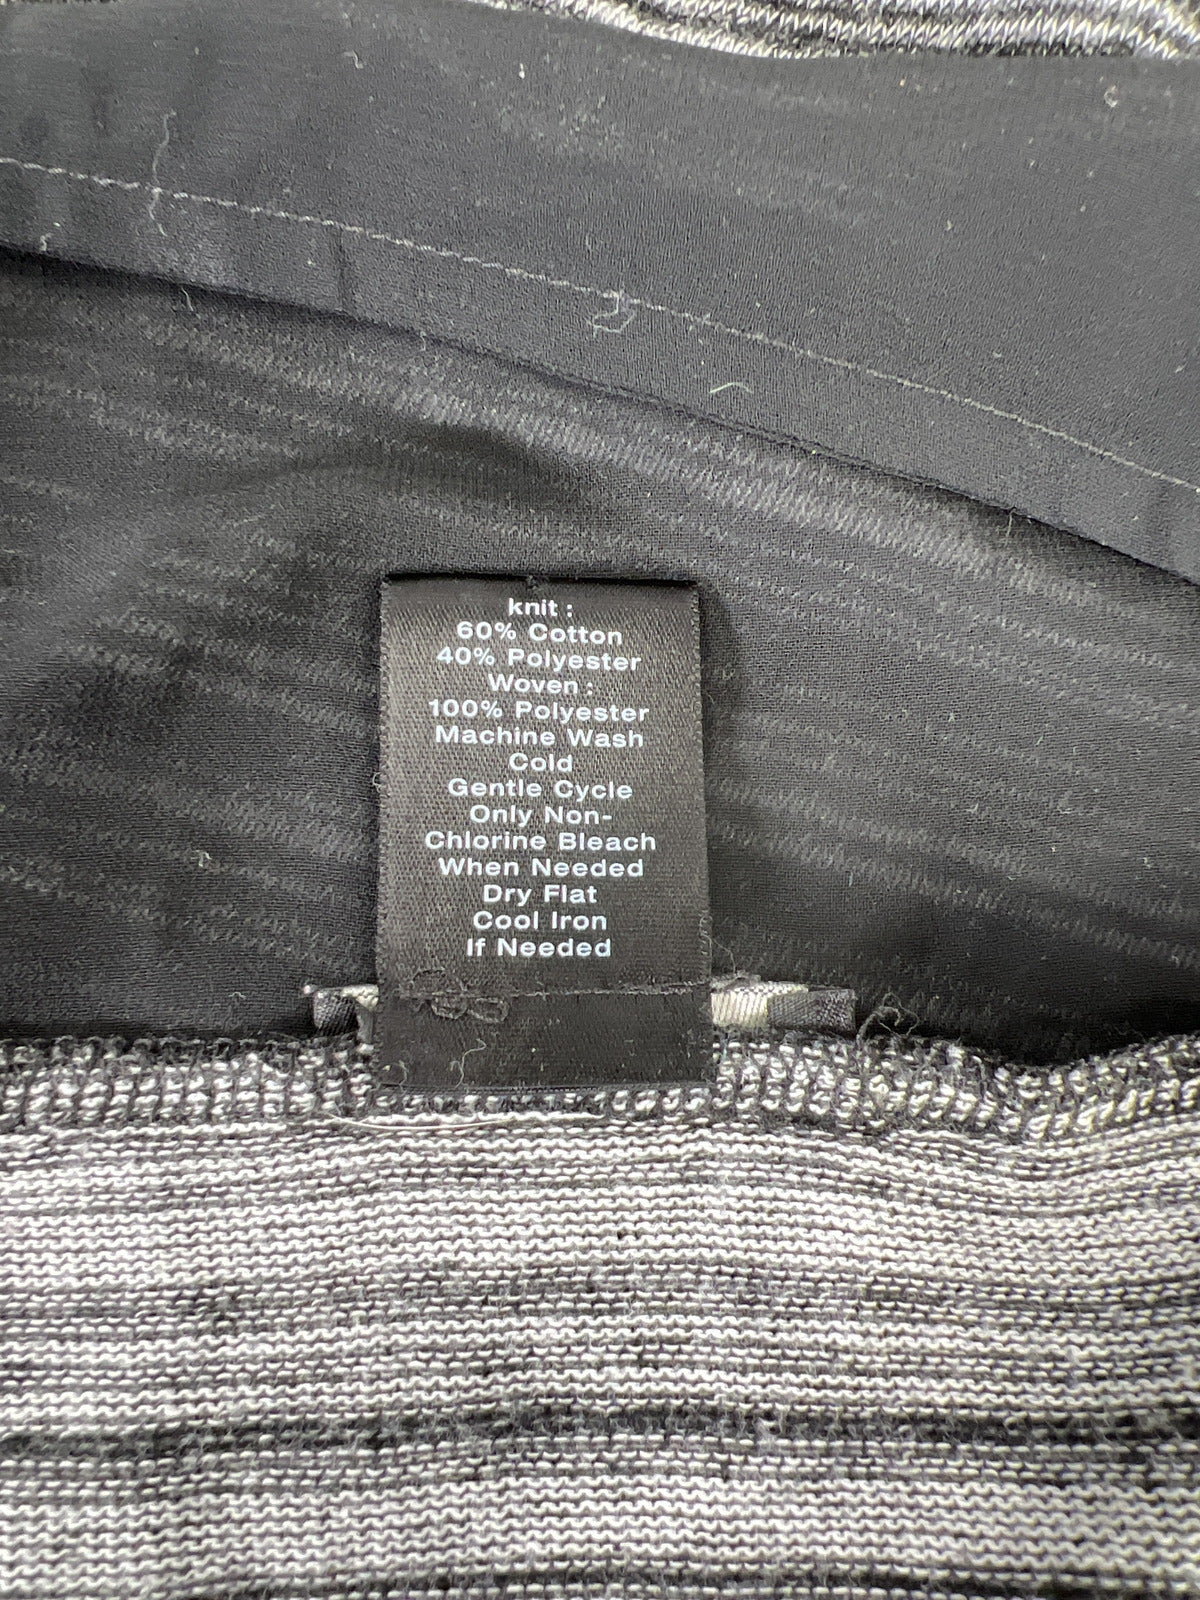 knit :
60% Cotton
40% Polyester
Woven :
100% Polyester
Machine Wash
Cold
Gentle Cycle
Only Non-
Chlorine Bleach
When Needed
Dry Flat
Cool Iron
If Needed